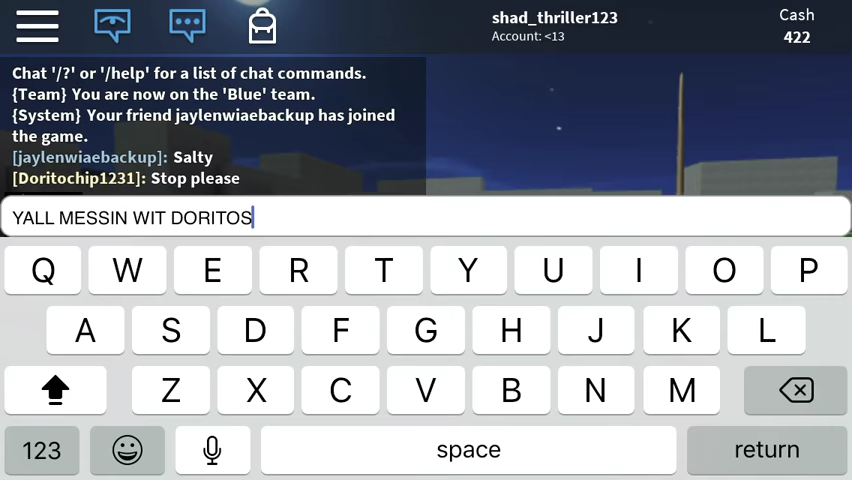 shad_thriller123
Account: <13
Cash
422
Chat '/?' or '/help' for a list of chat commands.
{Team} You are now on the 'Blue' team.
{System} Your friend jaylenwiaebackup has joined
the game.
[jaylenwiaebackup]: Salty
[Doritochip1231]: Stop please
YALL MESSIN WIT DORITOS
Q W E R T Y U I O P
A S D F G H J K L
Z X C V B N M
123 space return